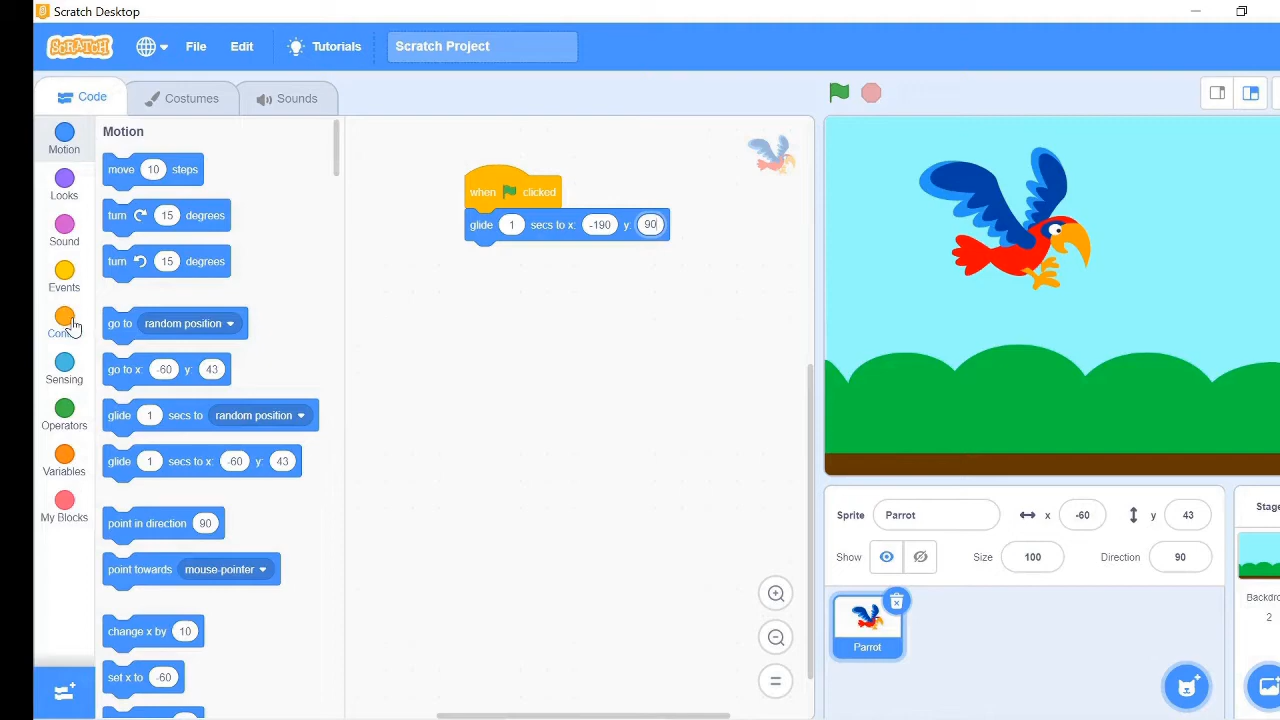 Scratch Desktop
SCRATCH File Edit Tutorials Scratch Project
Code Costumes Sounds
Motion
Looks
Sound
Events
Sensing
Operators
Variables
My Blocks
Motion
move 10 steps
turn 15 degrees
turn 15 degrees
go to random position
go to x: -60 y: 43
glide 1 secs to random position
glide 1 secs to x: -60 y: 43
point in direction 90
point towards mouse-pointer
change x by 10
set x to -60
when clicked
glide 1 secs to x: -190 y: 90
Sprite Parrot x -60 y 43
Show Size 100 Direction 90
Parrot
Stage
2